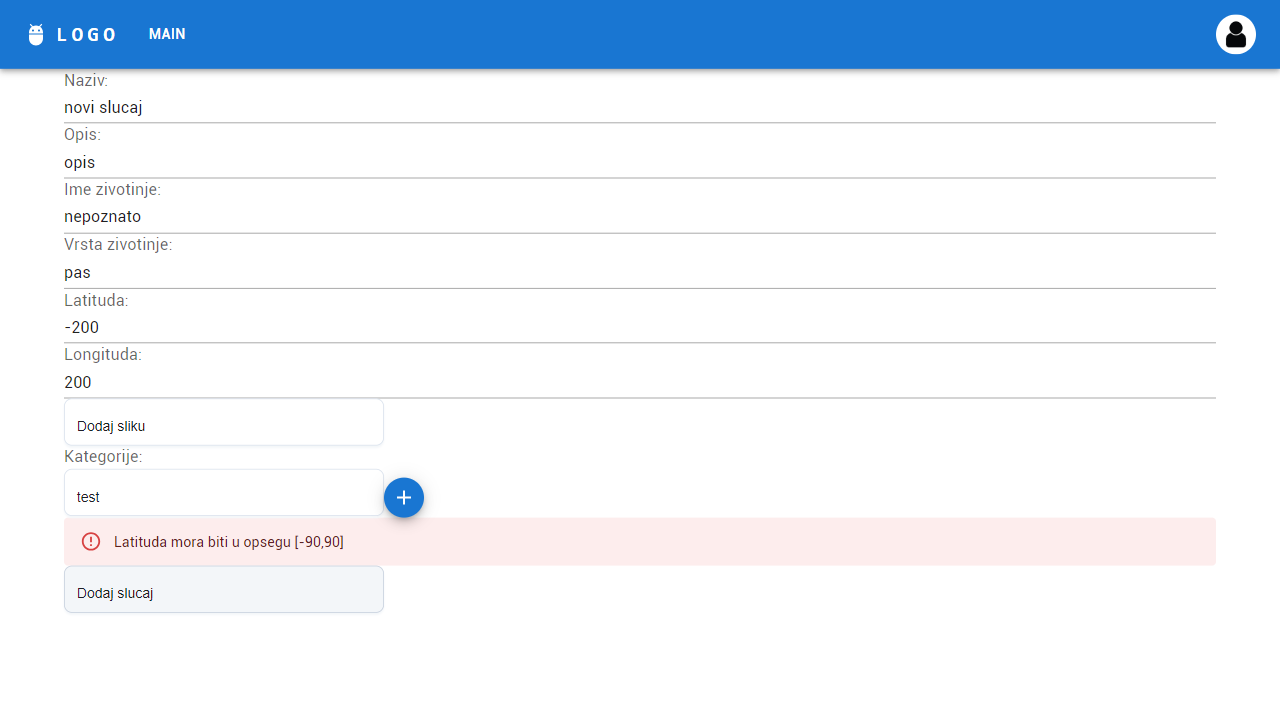 LOGO MAIN
Naziv:
novi slucaj
Opis:
opis
Ime zivotinje:
nepoznato
Vrsta zivotinje:
pas
Latituda:
-200
Longituda:
200
Dodaj sliku
Kategorije:
test
Latituda mora biti u opsegu [-90,90]
Dodaj slucaj